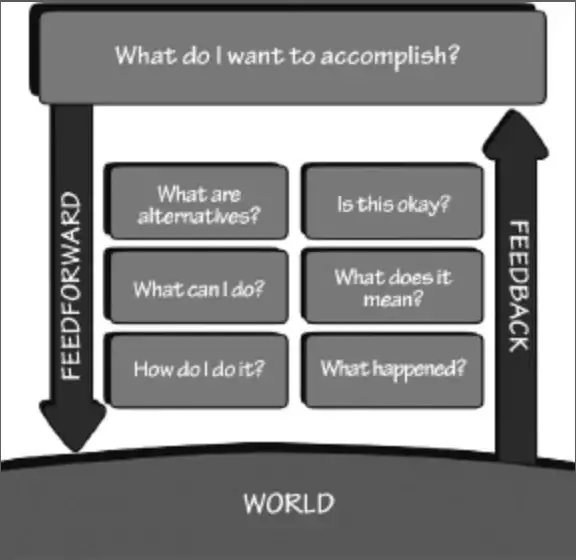 What do I want to accomplish?
FEEDFORWARD
What are
alternatives?
What can I do?
How do I do it?
Is this okay?
What does it
mean?
What happened?
FEEDBACK
WORLD